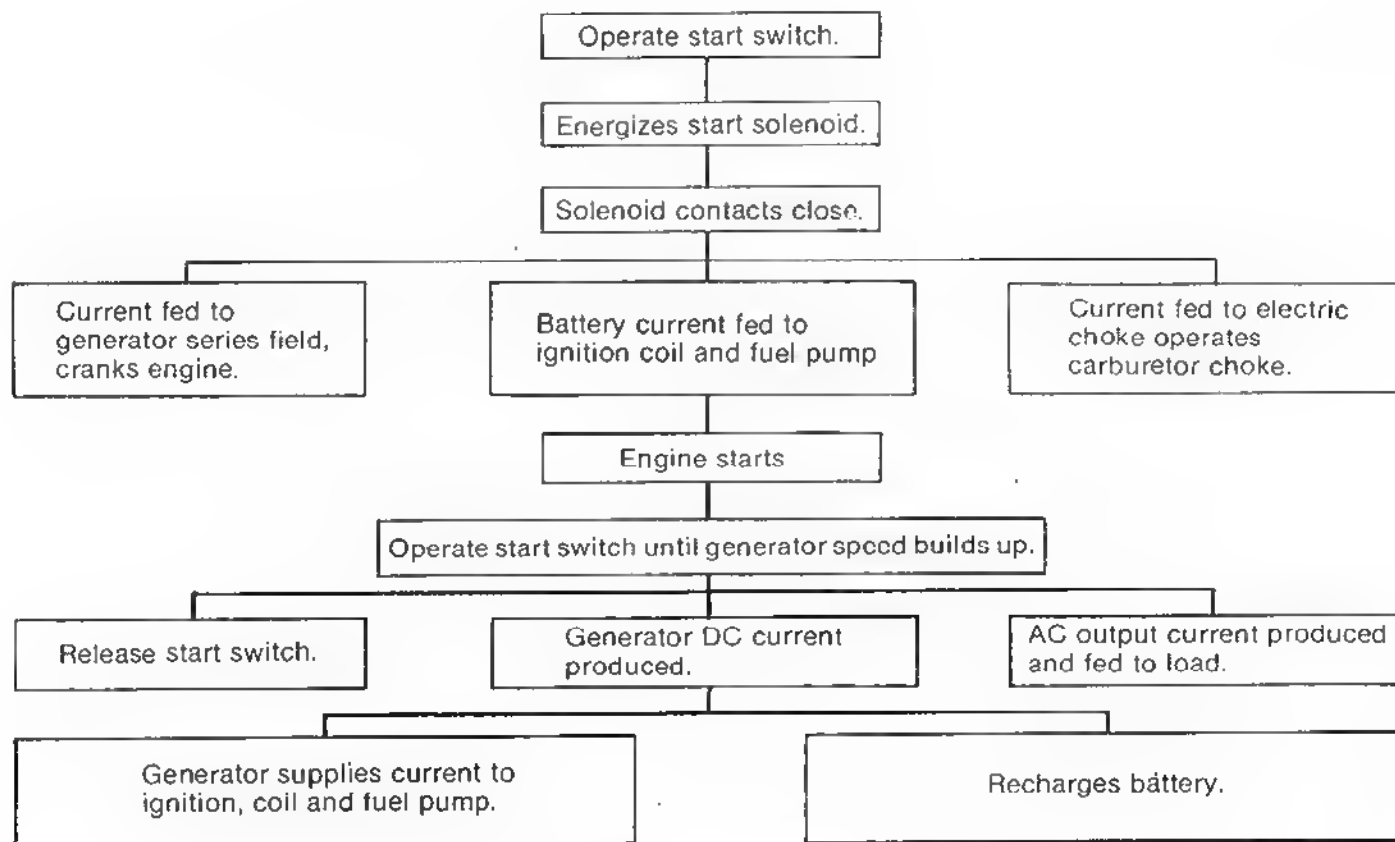 Operate start switch.
Energizes start solenoid.
Solenoid contacts close.
Current fed to
generator series field,
cranks engine.
Battery current fed to
ignition coil and fuel pump
Current fed to electric
choke operates
carburetor choke.
Engine starts
Operate start switch until generator speed builds up.
Release start switch.
Generator DC current
produced.
AC output current produced
and fed to load.
Generator supplies current to
ignition, coil and fuel pump.
Recharges battery.